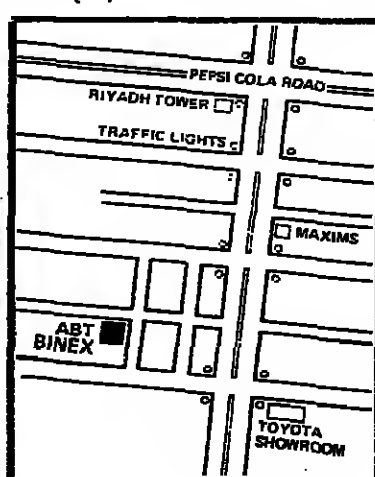 PEPSI COLA ROAD
RIYADH TOWER
TRAFFIC LIGHTS
MAXIMS
ABT
BINEX
TOYOTA
SHOWROOM